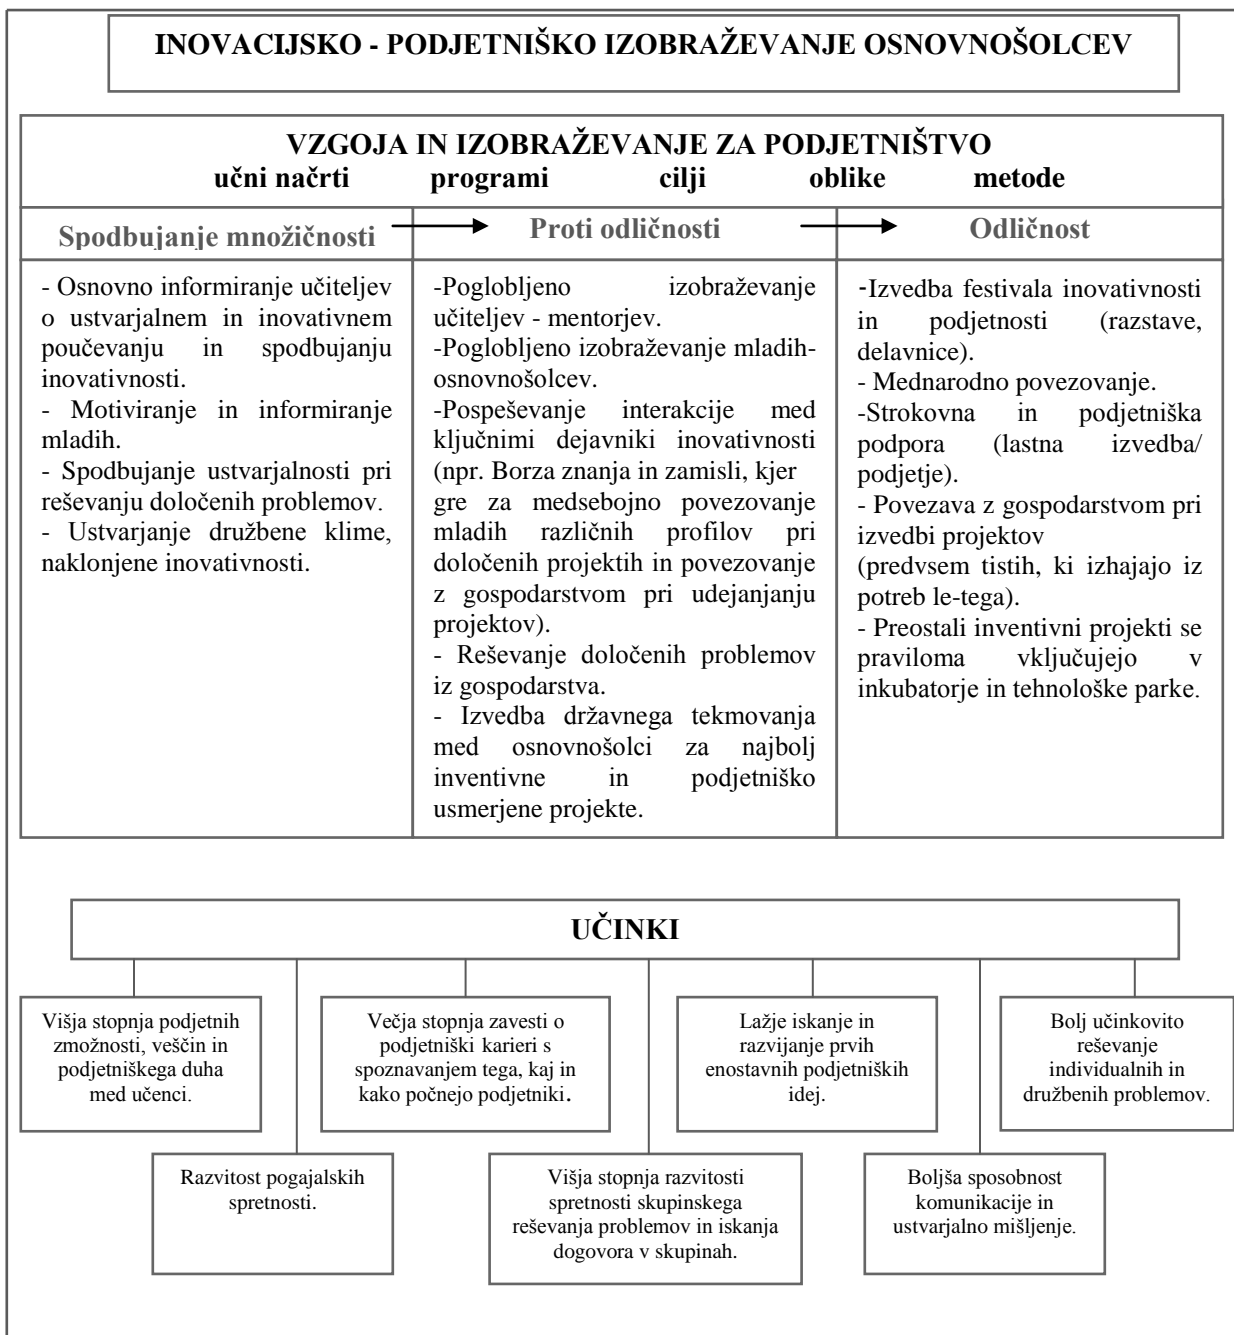 INOVACIJSKO - PODJETNIŠKO IZOBRAŽEVANJE OSNOVNOŠOLCEV
VZGOJA IN IZOBRAŽEVANJE ZA PODJETNIŠTVO
učni načrti programi cilji oblike metode
Spodbujanje množičnosti
Proti odličnosti
Odličnost
- Osnovno informiranje učiteljev
o ustvarjalnem in inovativnem
poučevanju in spodbujanju
inovativnosti.
- Motiviranje in informiranje
mladih.
- Spodbujanje ustvarjalnosti pri
reševanju določenih problemov.
- Ustvarjanje družbene klime,
naklonjene inovativnosti.
-Poglobljeno izobraževanje
učiteljev - mentorjev.
-Poglobljeno izobraževanje mladih-
osnovnošolcev.
-Pospeševanje interakcije med
ključnimi dejavniki inovativnosti
(npr. Borza znanja in zamisli, kjer
gre za medsebojno povezovanje
mladih različnih profilov pri
določenih projektih in povezovanje
z gospodarstvom pri udejanjanju
projektov).
- Reševanje določenih problemov
iz gospodarstva.
- Izvedba državnega tekmovanja
med osnovnošolci za najbolj
inventivne in podjetniško
usmerjene projekte.
-Izvedba festivala inovativnosti
in podjetnosti (razstave,
delavnice).
- Mednarodno povezovanje.
-Strokovna in podjetniška
podpora (lastna izvedba/
podjetje).
- Povezava z gospodarstvom pri
izvedbi projektov
(predvsem tistih, ki izhajajo iz
potreb le-tega).
- Preostali inventivni projekti se
praviloma vključujejo v
inkubatorje in tehnološke parke.
UČINKI
Višja stopnja podjetnih
zmožnosti, veščin in
podjetniškega duha
med učenci.
Večja stopnja zavesti o
podjetniški karieri s
spoznavanjem tega, kaj in
kako počnejo podjetniki.
Lažje iskanje in
razvijanje prvih
enostavnih podjetniških
idej.
Bolj učinkovito
reševanje
individualnih in
družbenih problemov.
Razvitost pogajalskih
spretnosti.
Višja stopnja razvitosti
spretnosti skupinskega
reševanja problemov in iskanja
dogovora v skupinah.
Boljša sposobnost
komunikacije in
ustvarjalno mišljenje.